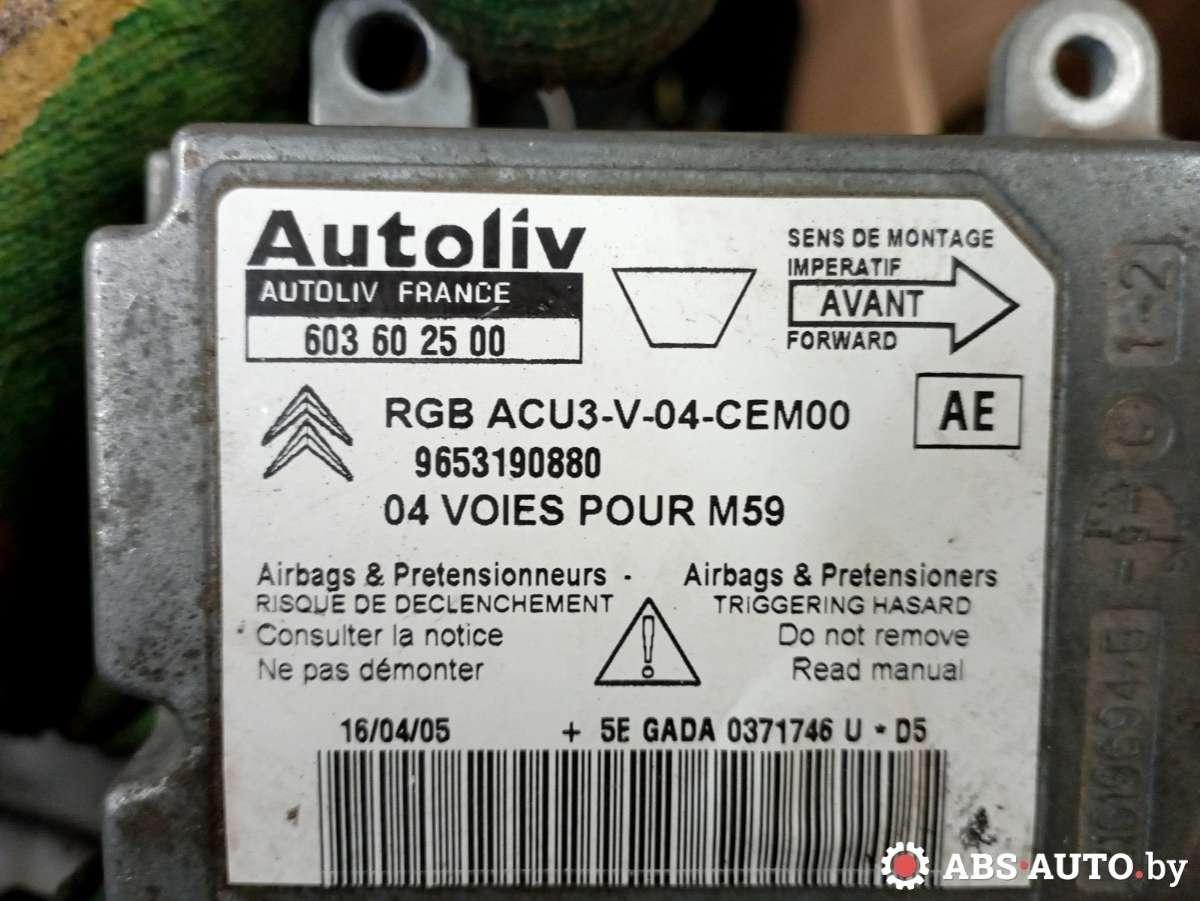 Autoliv
AUTOLIV FRANCE
603 60 25 00
SENS DE MONTAGE
IMPERATIF
AVANT
FORWARD
RGB ACU3-V-04-CEM00
AE
9653190880
04 VOIES POUR M59
Airbags & Pretensionneurs - Airbags & Pretensioners
RISQUE DE DECLENCHEMENT TRIGGERING HASARD
Consulter la notice Do not remove
Ne pas démonter Read manual
16/04/05 + 5E GADA 0371746 U * D5
1-2
ABS-AUTO.by